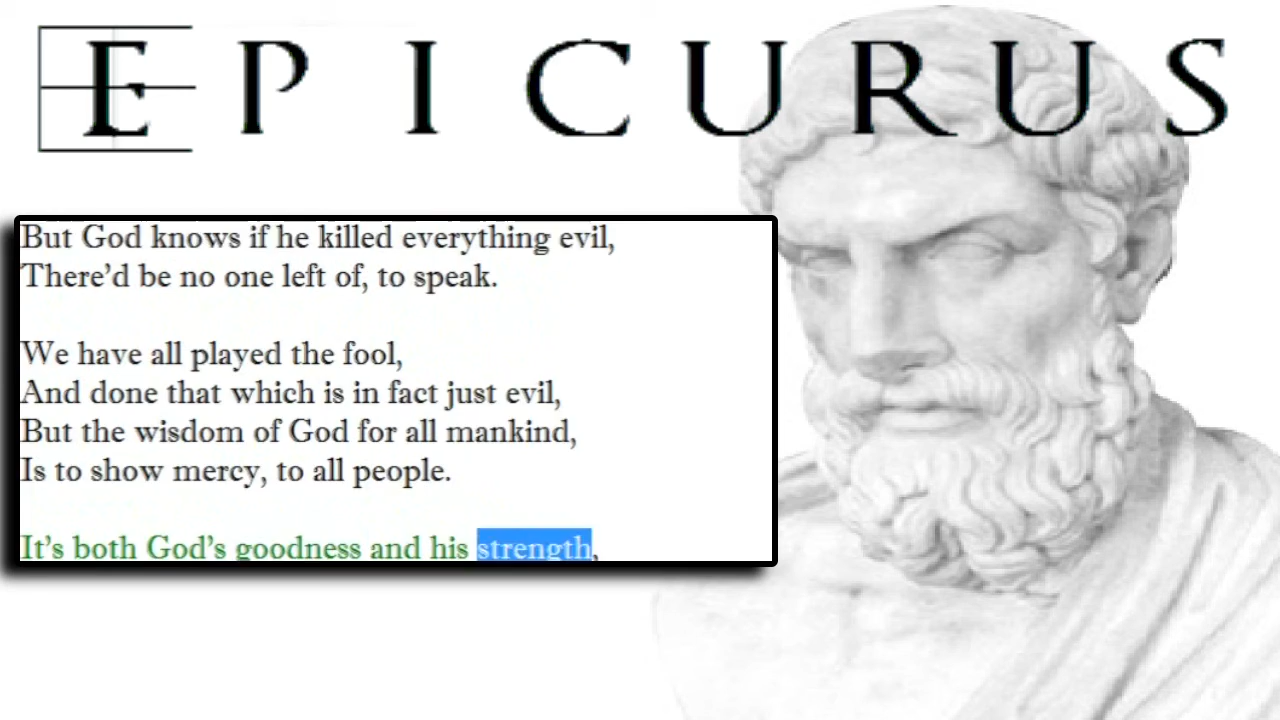 EPICURUS
But God knows if he killed everything evil,
There’d be no one left of, to speak.
We have all played the fool,
And done that which is in fact just evil,
But the wisdom of God for all mankind,
Is to show mercy, to all people.
It’s both God’s goodness and his strength,